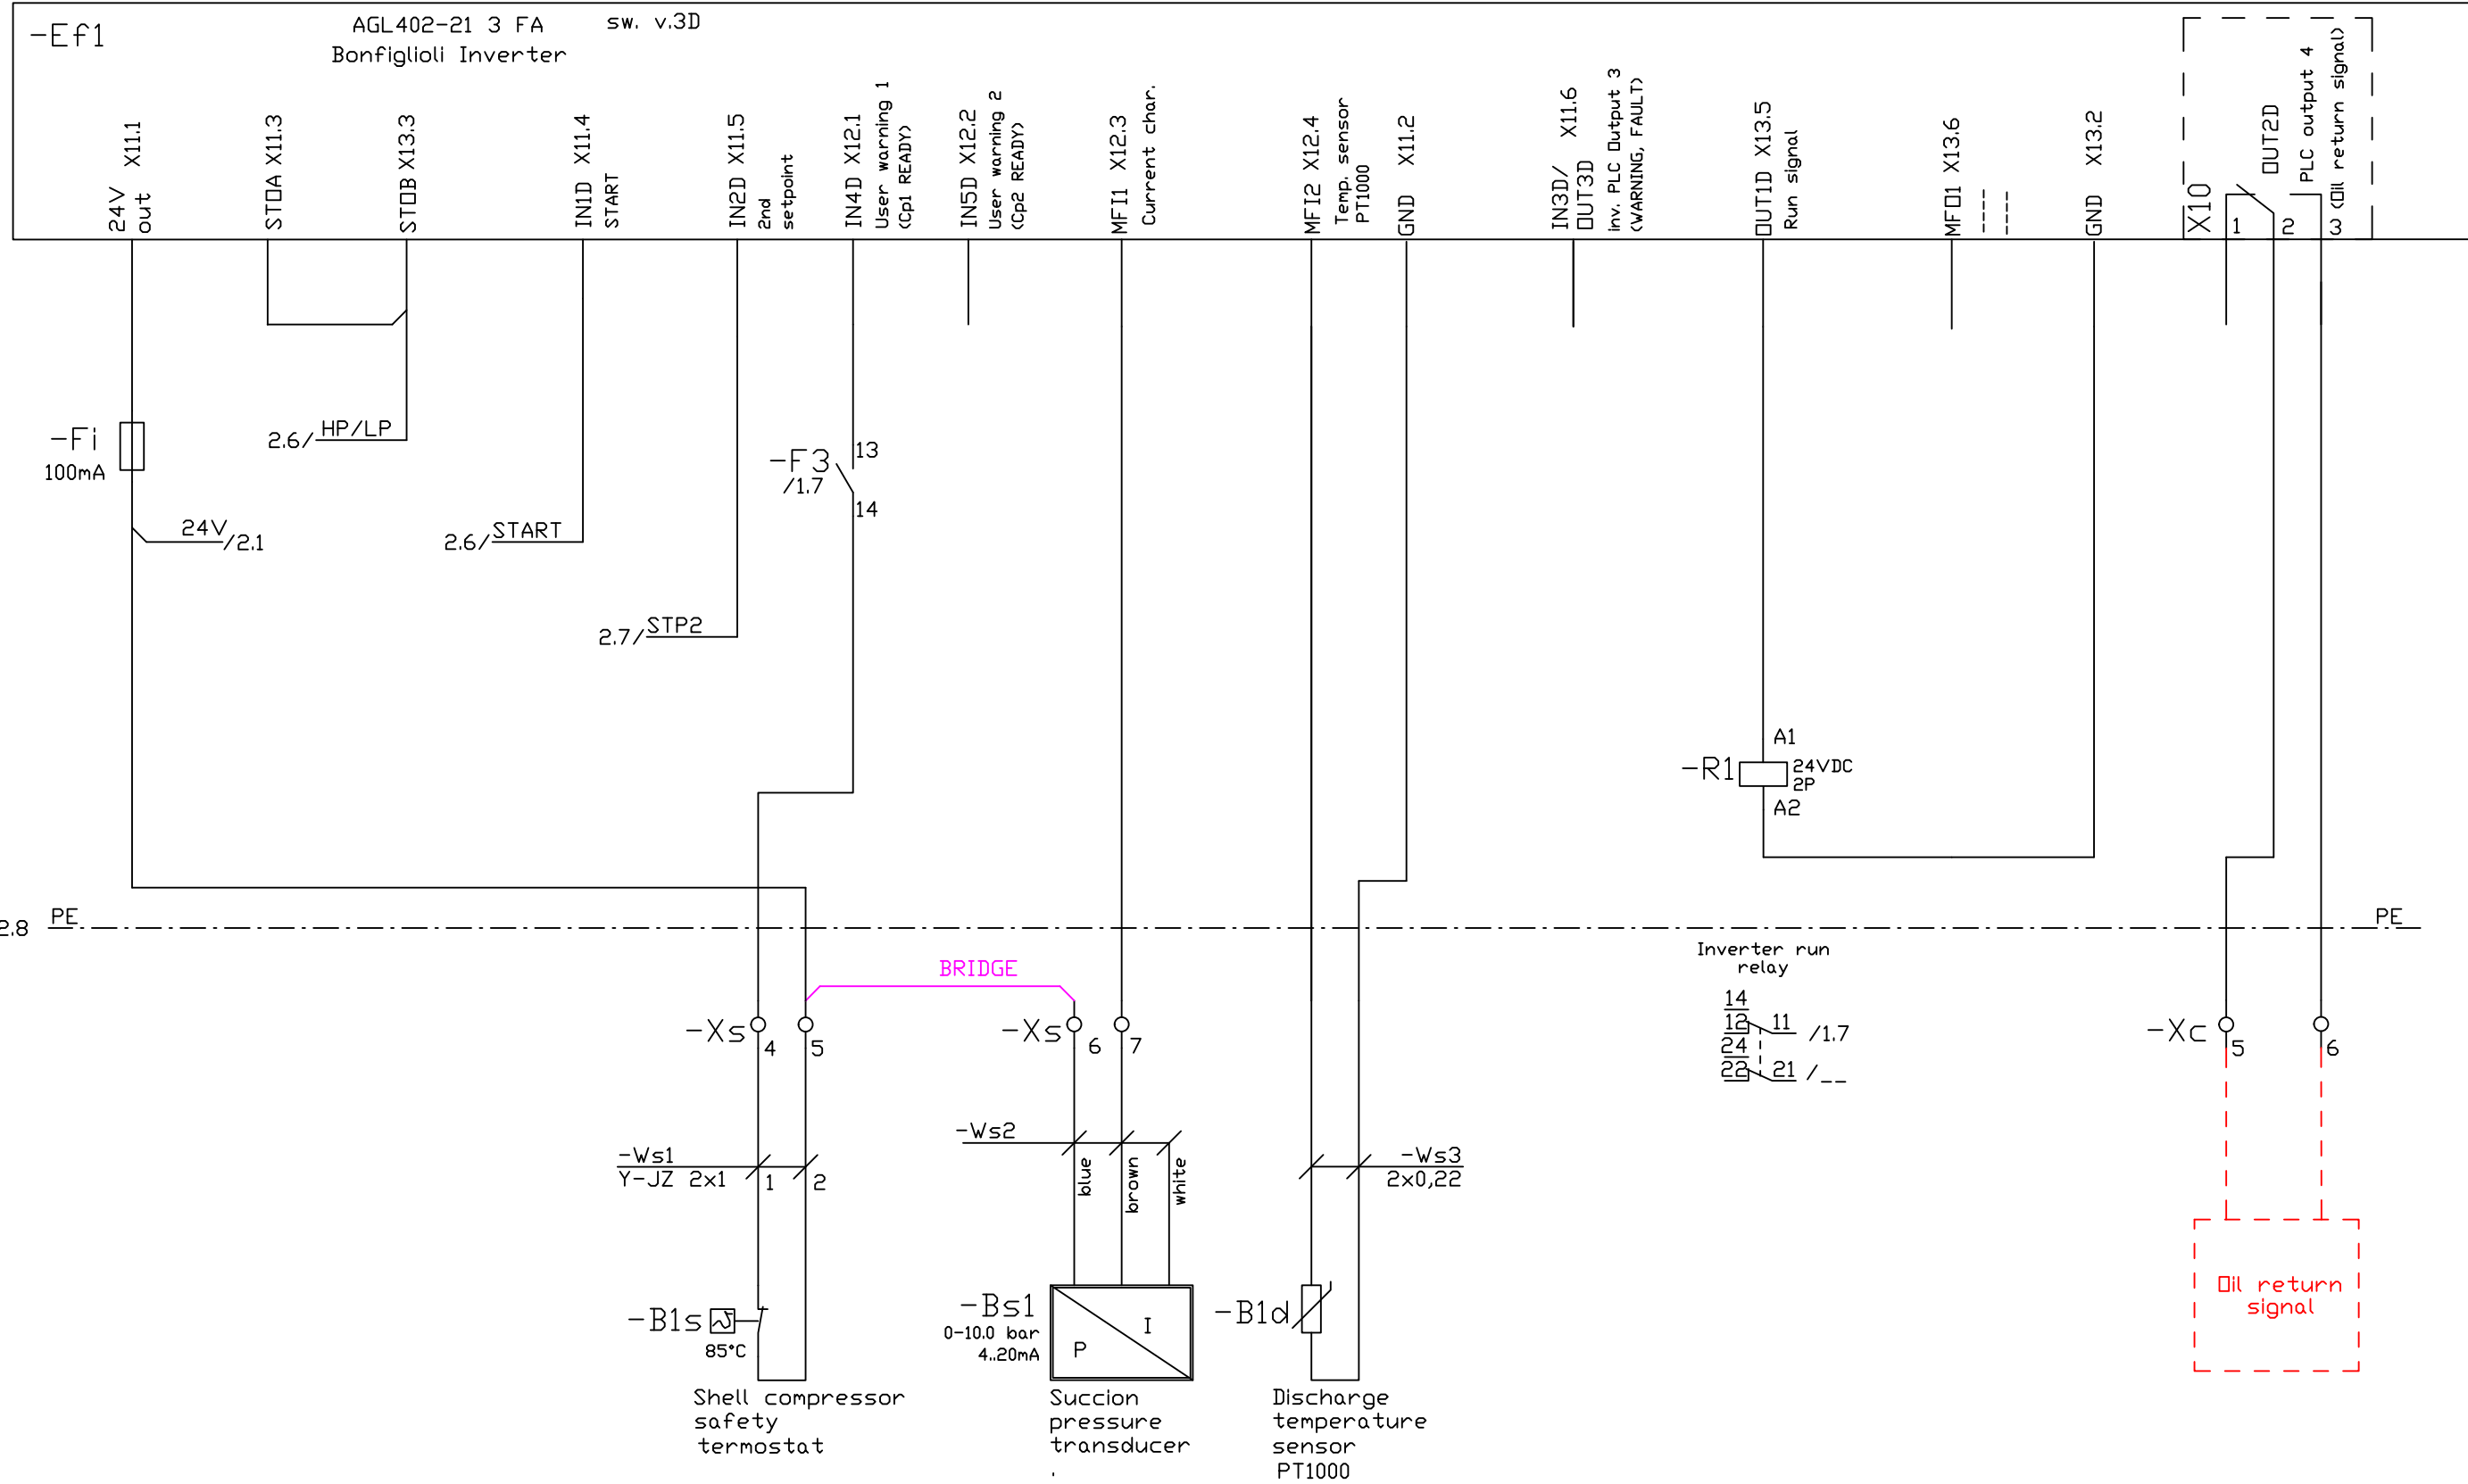 -Ef1
AGL402-21 3 FA
sw. v.3D
Bonfiglioli Inverter
24V X11.1
out
STOA X11.3
STOB X13.3
IN1D X11.4
START
IN2D X11.5
2nd
setpoint
IN4D X12.1
User warning 1
(Cp1 READY)
IN5D X12.2
User warning 2
(Cp2 READY)
MFI1 X12.3
Current char.
MFI2 X12.4
Temp. sensor
PT1000
GND X11.2
IN3D/ X11.6
OUT3D
inv. PLC Output 3
(WARNING, FAULT)
OUT1D X13.5
Run signal
MFO1 X13.6
----
----
GND X13.2
X10
OUT2D
PLC output 4
(Oil return signal)
1
2
3
-Fi
100mA
24V
/2.1
2.6/
HP/LP
2.6/
START
2.7/
STP2
-F3
/1.7
13
14
-R1
A1
24VDC
2P
A2
2.8
PE
PE
BRIDGE
Inverter run
relay
14
12
11
/1.7
24
22
21
/__
-Xs
4
5
-Xs
6
7
-Xc
5
6
-Ws1
Y-JZ 2x1
1
2
-Ws2
blue
brown
white
-Ws3
2x0,22
-B1s
85°C
-Bs1
0-10.0 bar
4..20mA
P
I
-B1d
Oil return
signal
Shell compressor
safety
termostat
Succion
pressure
transducer
.
Discharge
temperature
sensor
PT1000